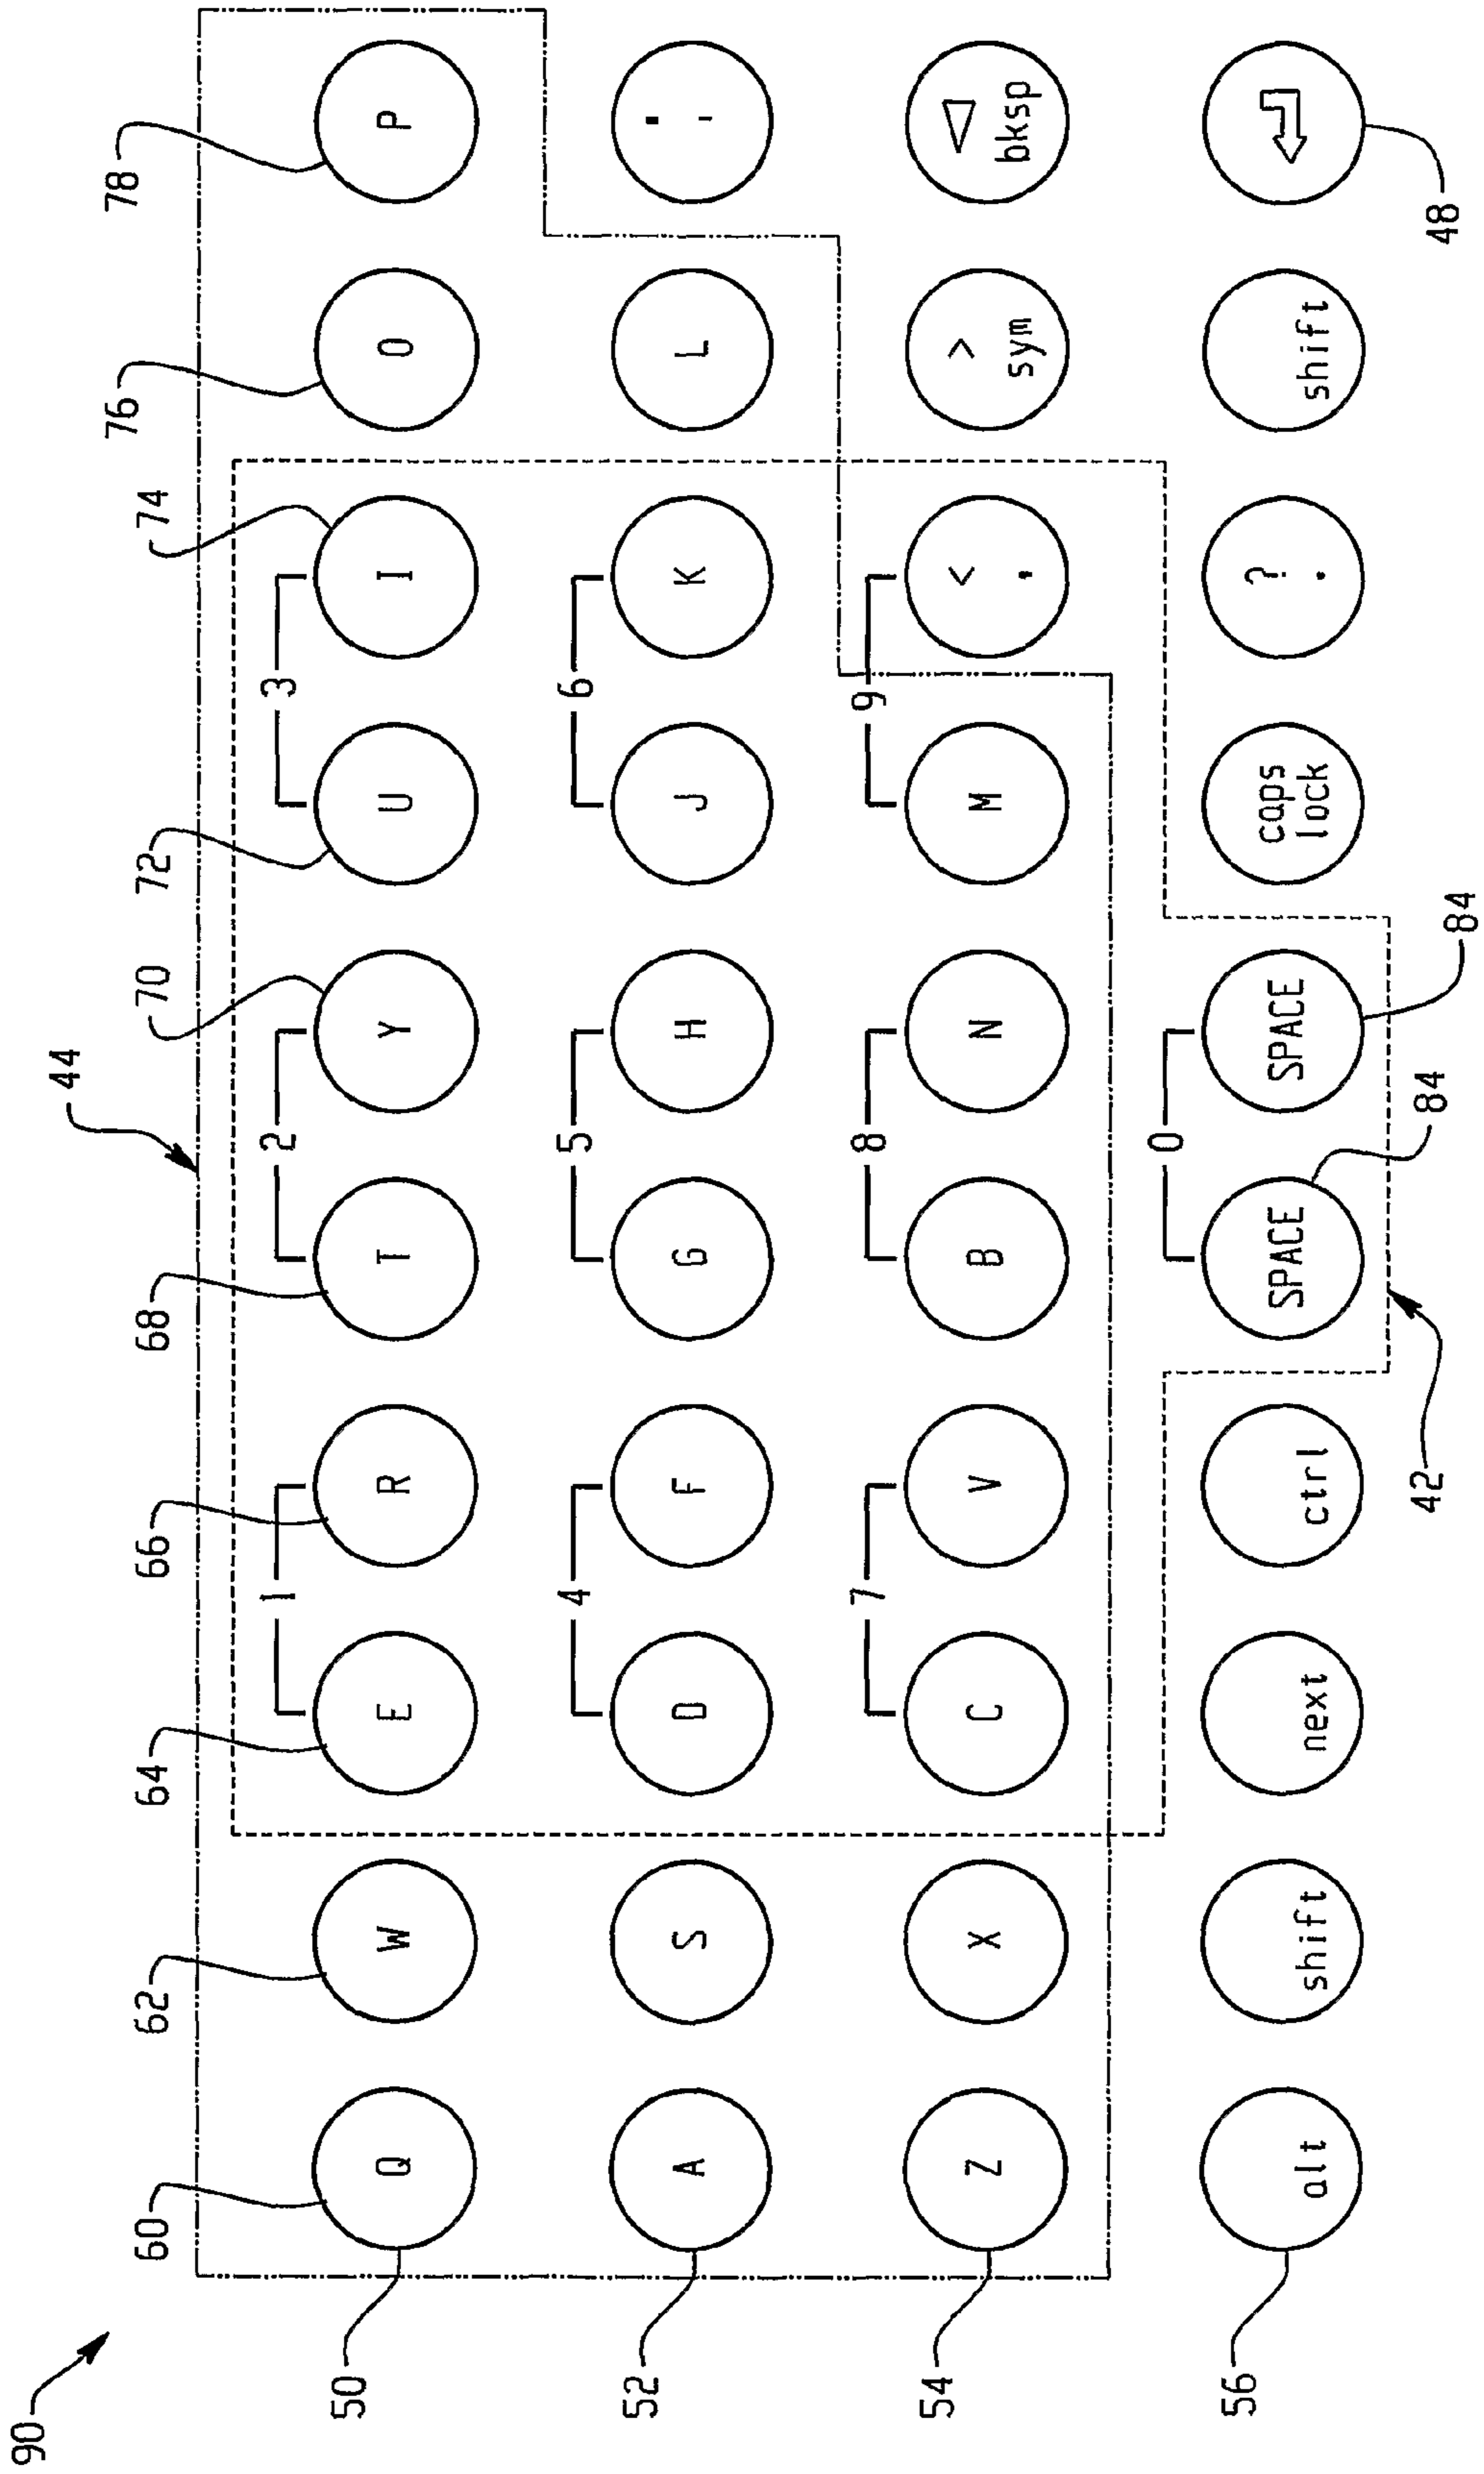 90
44
60 62 64 66 68 70 72 74 76 78
1 2 3
50 Q W E R T Y U I O P
4 5 6
52 A S D F G H J K L : ;
7 8 9
54 Z X C V B N M < , > sym bksp
0
56 alt shift next ctrl SPACE SPACE caps lock ? . shift
42 84 84 48